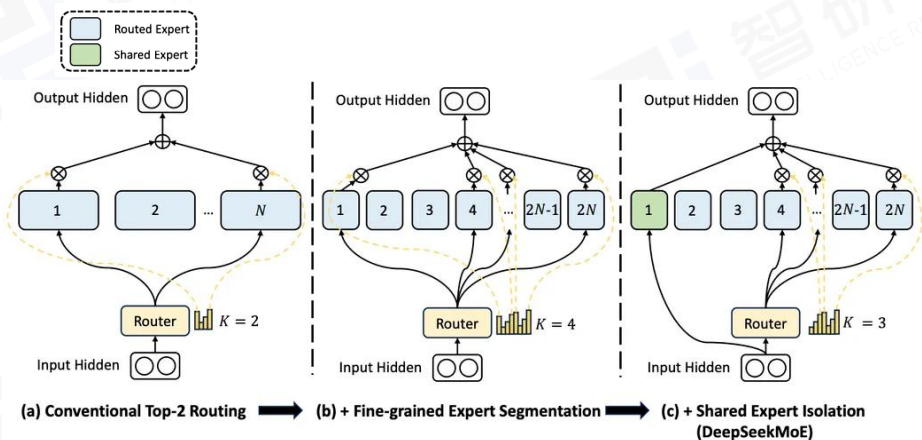 Routed Expert
Shared Expert
Output Hidden
1
2
...
N
Router
K = 2
Input Hidden
(a) Conventional Top-2 Routing
Output Hidden
1
2
3
4
...
2N-1
2N
Router
K = 4
Input Hidden
(b) + Fine-grained Expert Segmentation
Output Hidden
1
2
3
4
...
2N-1
2N
Router
K = 3
Input Hidden
(c) + Shared Expert Isolation
(DeepSeekMoE)
智研